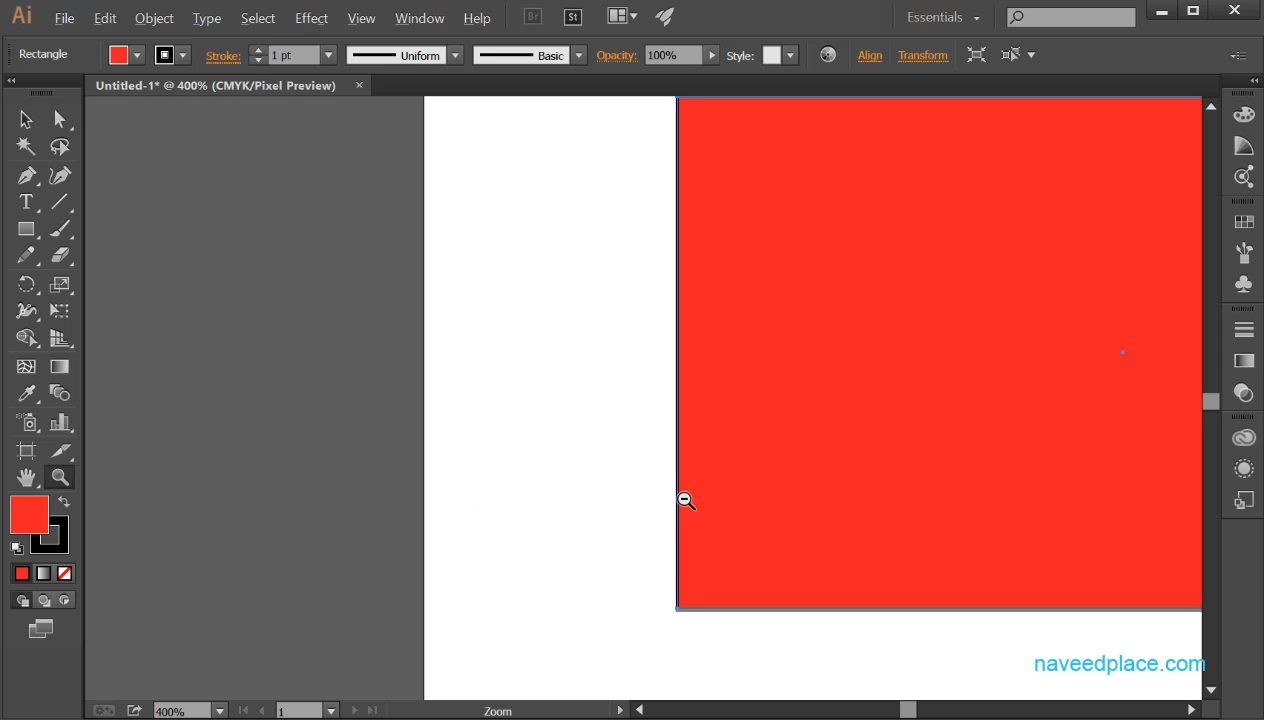 Ai File Edit Object Type Select Effect View Window Help Br St Essentials
Rectangle Stroke: 1 pt Uniform Basic Opacity: 100% Style: Align Transform
Untitled-1* @ 400% (CMYK/Pixel Preview) ×
T
naveedplace.com
400% 1 Zoom